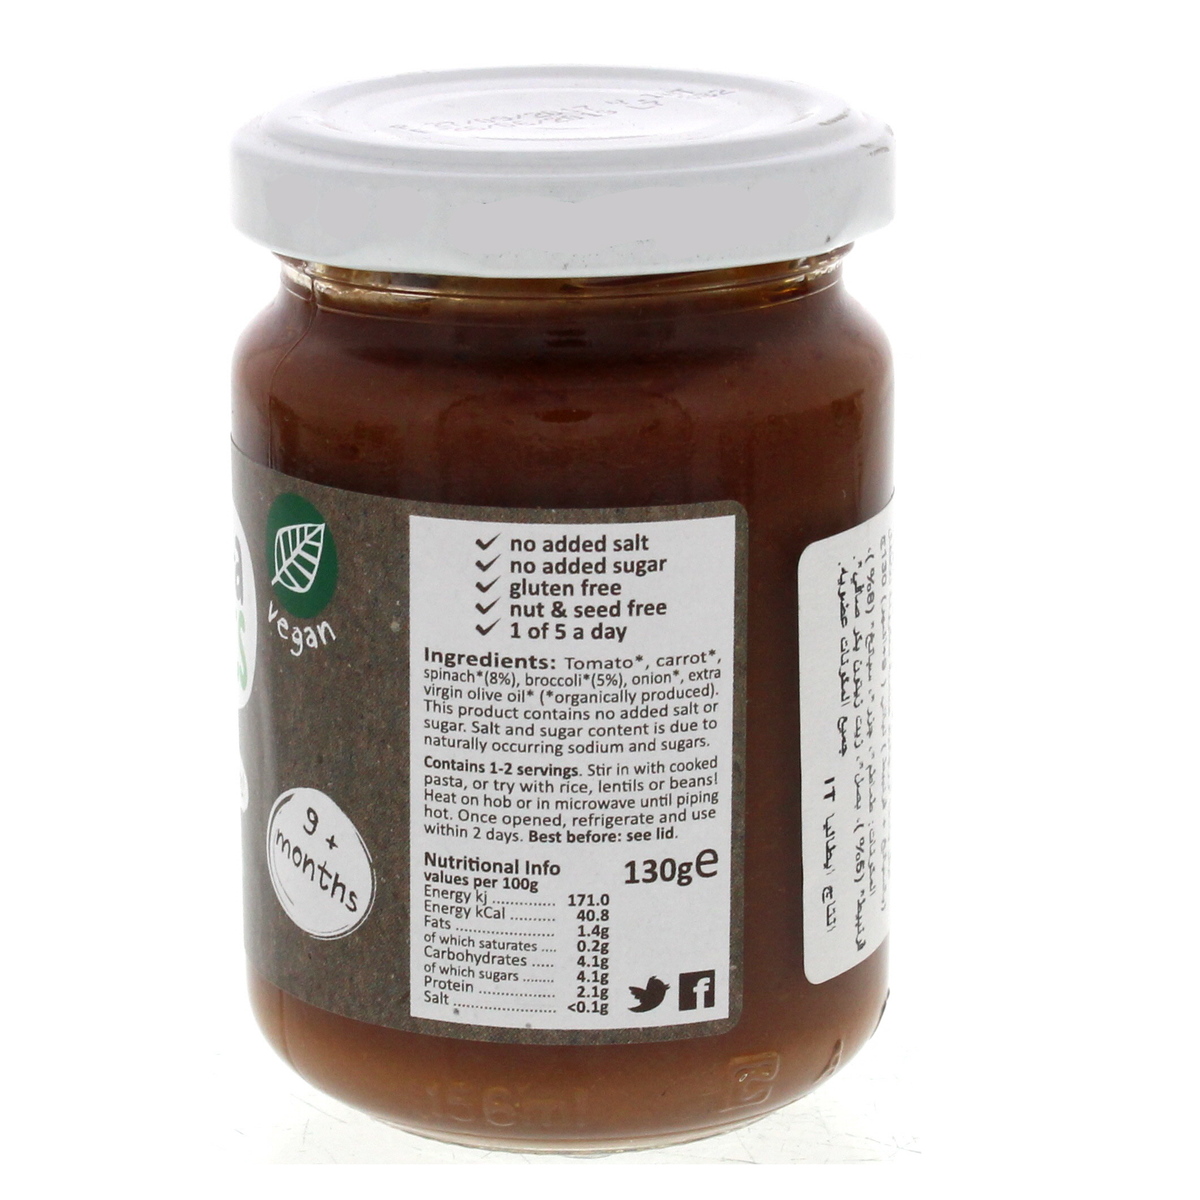 vegan
9+
months
no added salt
no added sugar
gluten free
nut & seed free
1 of 5 a day
Ingredients: Tomato*, carrot*,
spinach*(8%), broccoli*(5%), onion*, extra
virgin olive oil* (*organically produced).
This product contains no added salt or
sugar. Salt and sugar content is due to
naturally occurring sodium and sugars.
Contains 1-2 servings. Stir in with cooked
pasta, or try with rice, lentils or beans!
Heat on hob or in microwave until piping
hot. Once opened, refrigerate and use
within 2 days. Best before: see lid.
Nutritional Info
values per 100g
130g℮
Energy kj .............. 171.0
Energy kCal .......... 40.8
Fats ...................... 1.4g
of which saturates .... 0.2g
Carbohydrates ..... 4.1g
of which sugars ........ 4.1g
Protein .................. 2.1g
Salt ........................ <0.1g
156ml